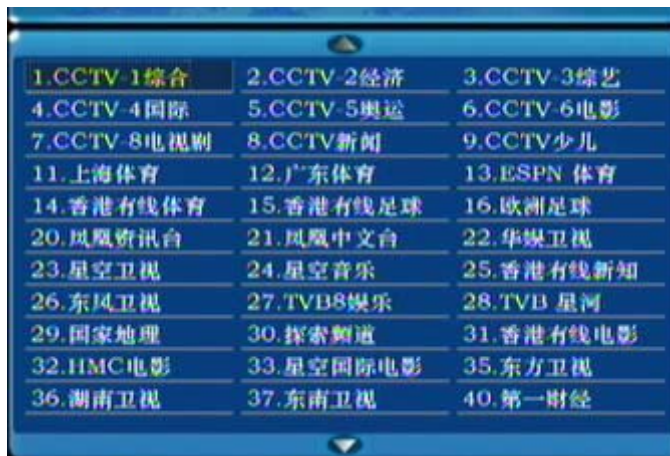 1.CCTV-1综合 2.CCTV-2经济 3.CCTV-3综艺
4.CCTV-4国际 5.CCTV-5奥运 6.CCTV-6电影
7.CCTV-8电视剧 8.CCTV新闻 9.CCTV少儿
11.上海体育 12.广东体育 13.ESPN 体育
14.香港有线体育 15.香港有线足球 16.欧洲足球
20.凤凰资讯台 21.凤凰中文台 22.华娱卫视
23.星空卫视 24.星空音乐 25.香港有线新知
26.东风卫视 27.TVB8娱乐 28.TVB 星河
29.国家地理 30.探索频道 31.香港有线电影
32.HMC电影 33.星空国际电影 35.东方卫视
36.湖南卫视 37.东南卫视 40.第一财经